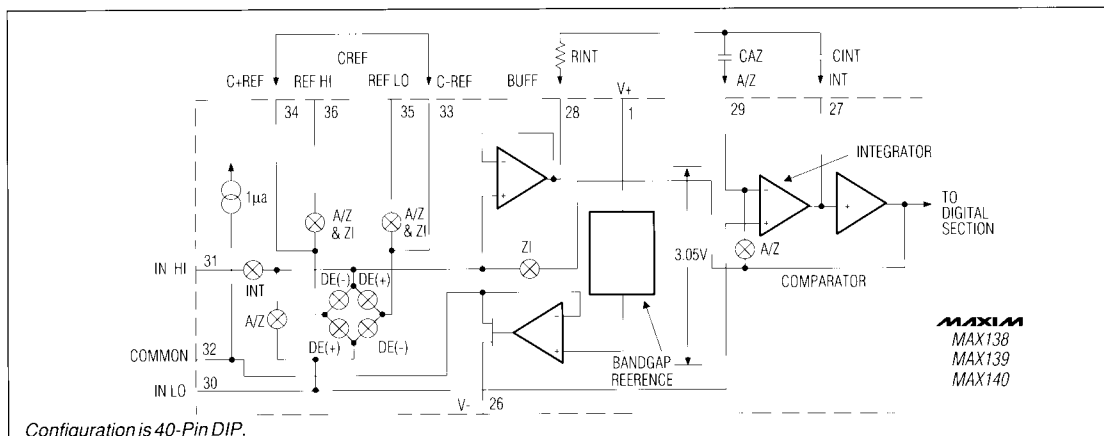 RINT
CAZ
CINT
CREF
C+REF
REF HI
REF LO
C-REF
BUFF
V+
A/Z
INT
34
36
35
33
28
1
29
27
INTEGRATOR
1µa
A/Z
& ZI
A/Z
& ZI
TO
DIGITAL
SECTION
3.05V
ZI
A/Z
COMPARATOR
IN HI
31
INT
DE(-)
DE(+)
A/Z
DE(+)
DE(-)
COMMON
32
IN LO
30
V-
26
BANDGAP
REERENCE
MAXIM
MAX138
MAX139
MAX140
Configuration is 40-Pin DIP.